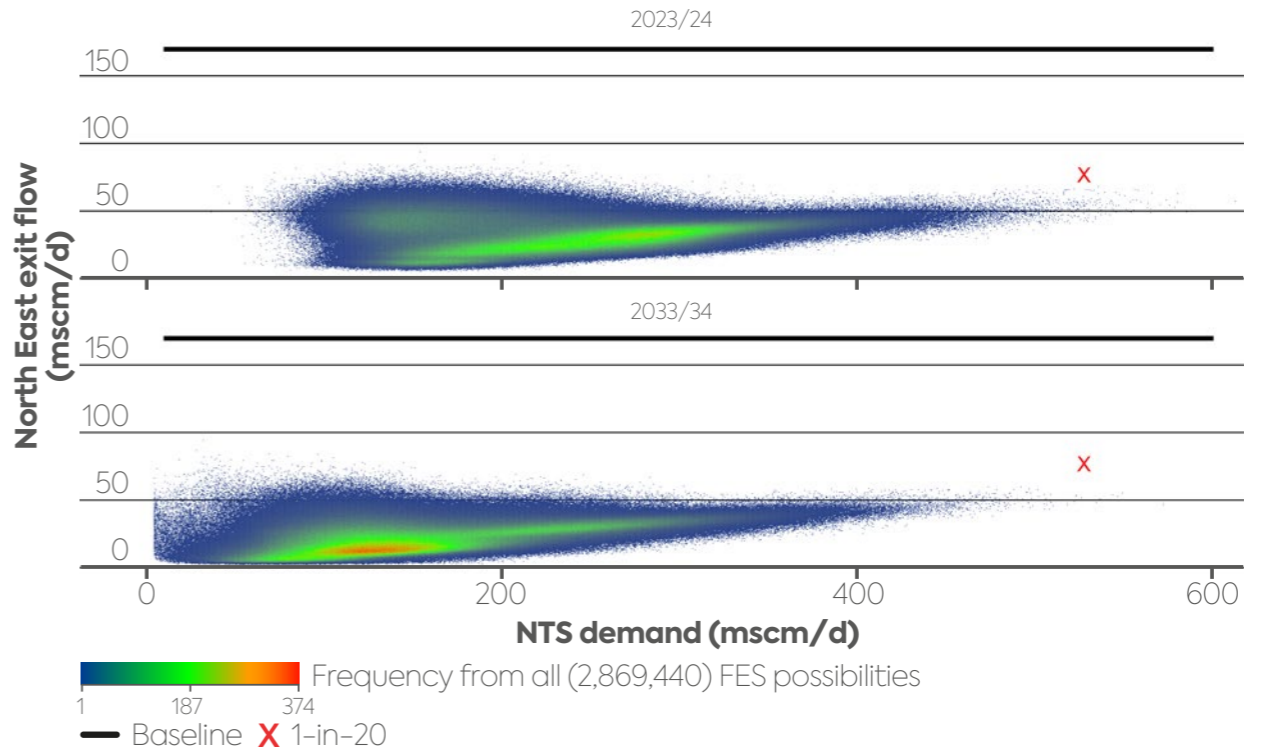 2023/24
150
100
50
0
North East exit flow
(mscm/d)
2033/34
150
100
50
0
0 200 400 600
NTS demand (mscm/d)
Frequency from all (2,869,440) FES possibilities
1 187 374
Baseline X 1-in-20